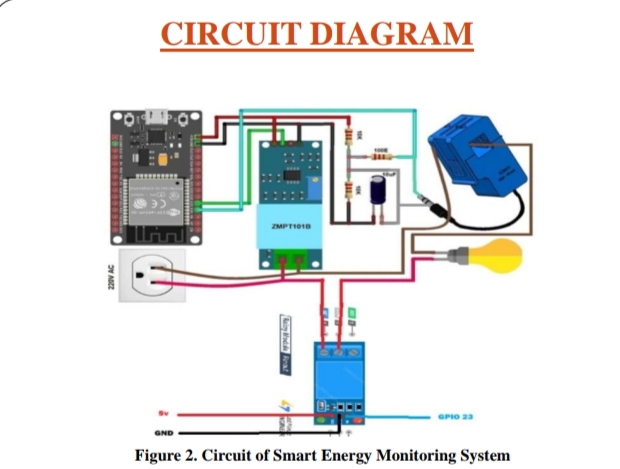 CIRCUIT DIAGRAM
10K
100E
10uF
10K
ZMPT101B
220V AC
5v
GPIO 23
GND
Figure 2. Circuit of Smart Energy Monitoring System